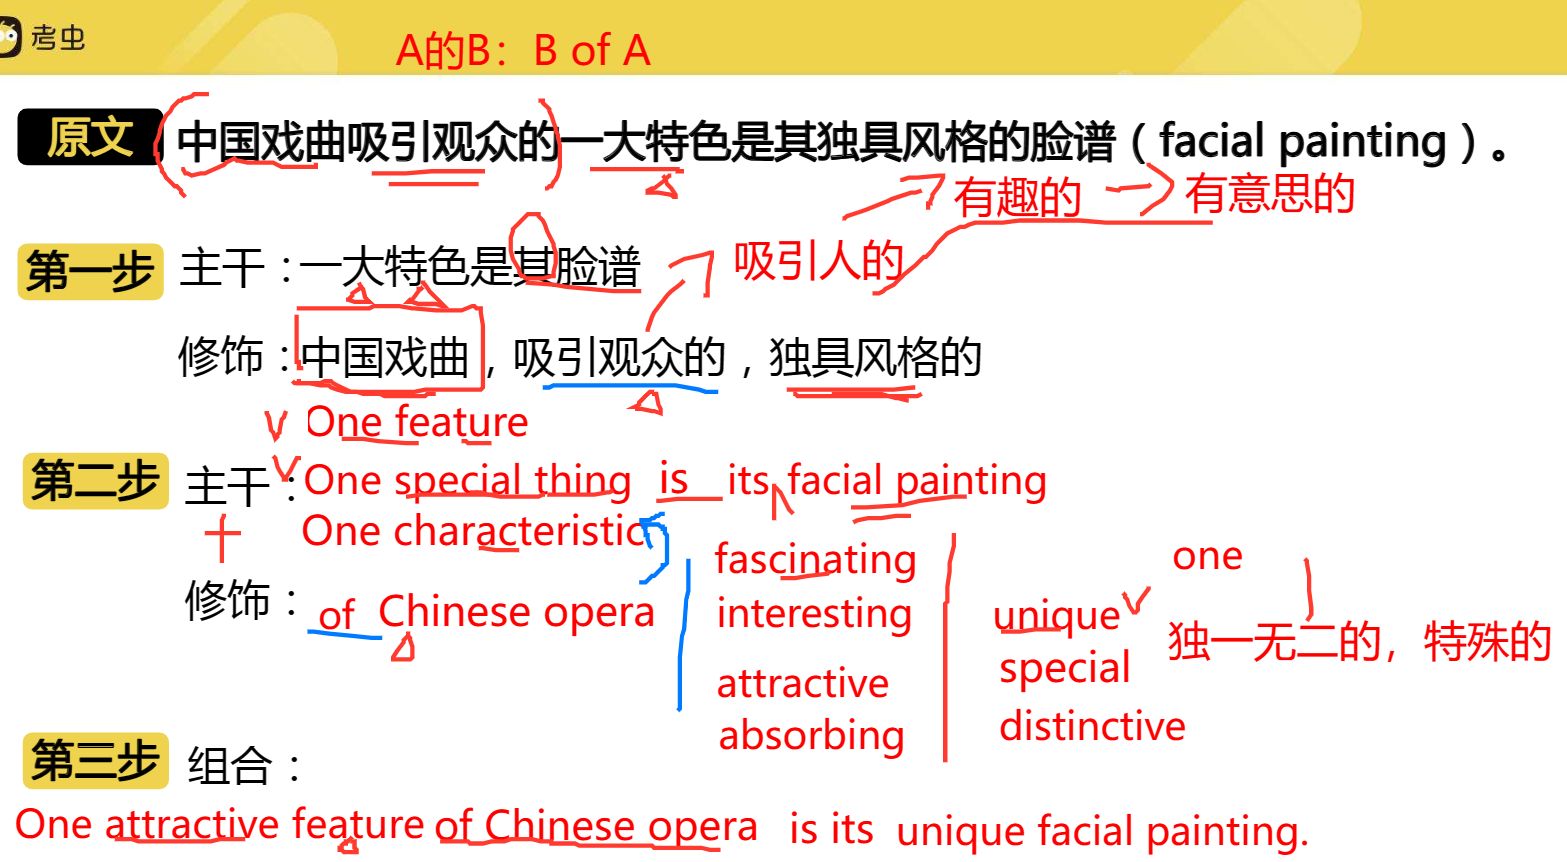 考虫
A的B：B of A
原文 中国戏曲吸引观众的一大特色是其独具风格的脸谱（facial painting）。
有趣的 有意思的
第一步 主干：一大特色是其脸谱
吸引人的
修饰：中国戏曲，吸引观众的，独具风格的
One feature
第二步 主干：One special thing is its facial painting
One characteristic
修饰： of Chinese opera
fascinating
interesting
attractive
absorbing
one
unique
special
distinctive
独一无二的，特殊的
第三步 组合：
One attractive feature of Chinese opera is its unique facial painting.